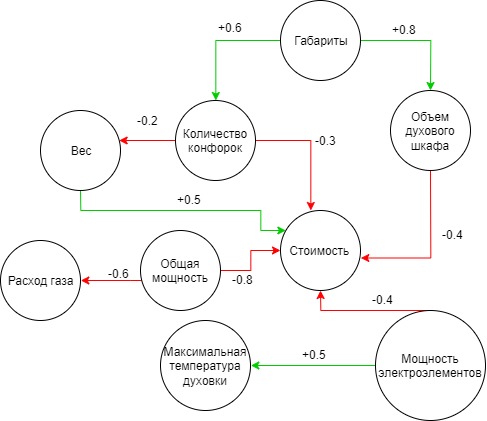 +0.6
Габариты
+0.8
-0.2
Количество
конфорок
-0.3
Объем
духового
шкафа
Вес
+0.5
-0.4
Стоимость
Общая
мощность
-0.6
-0.8
Расход газа
-0.4
Максимальная
температура
духовки
+0.5
Мощность
электроэлементов